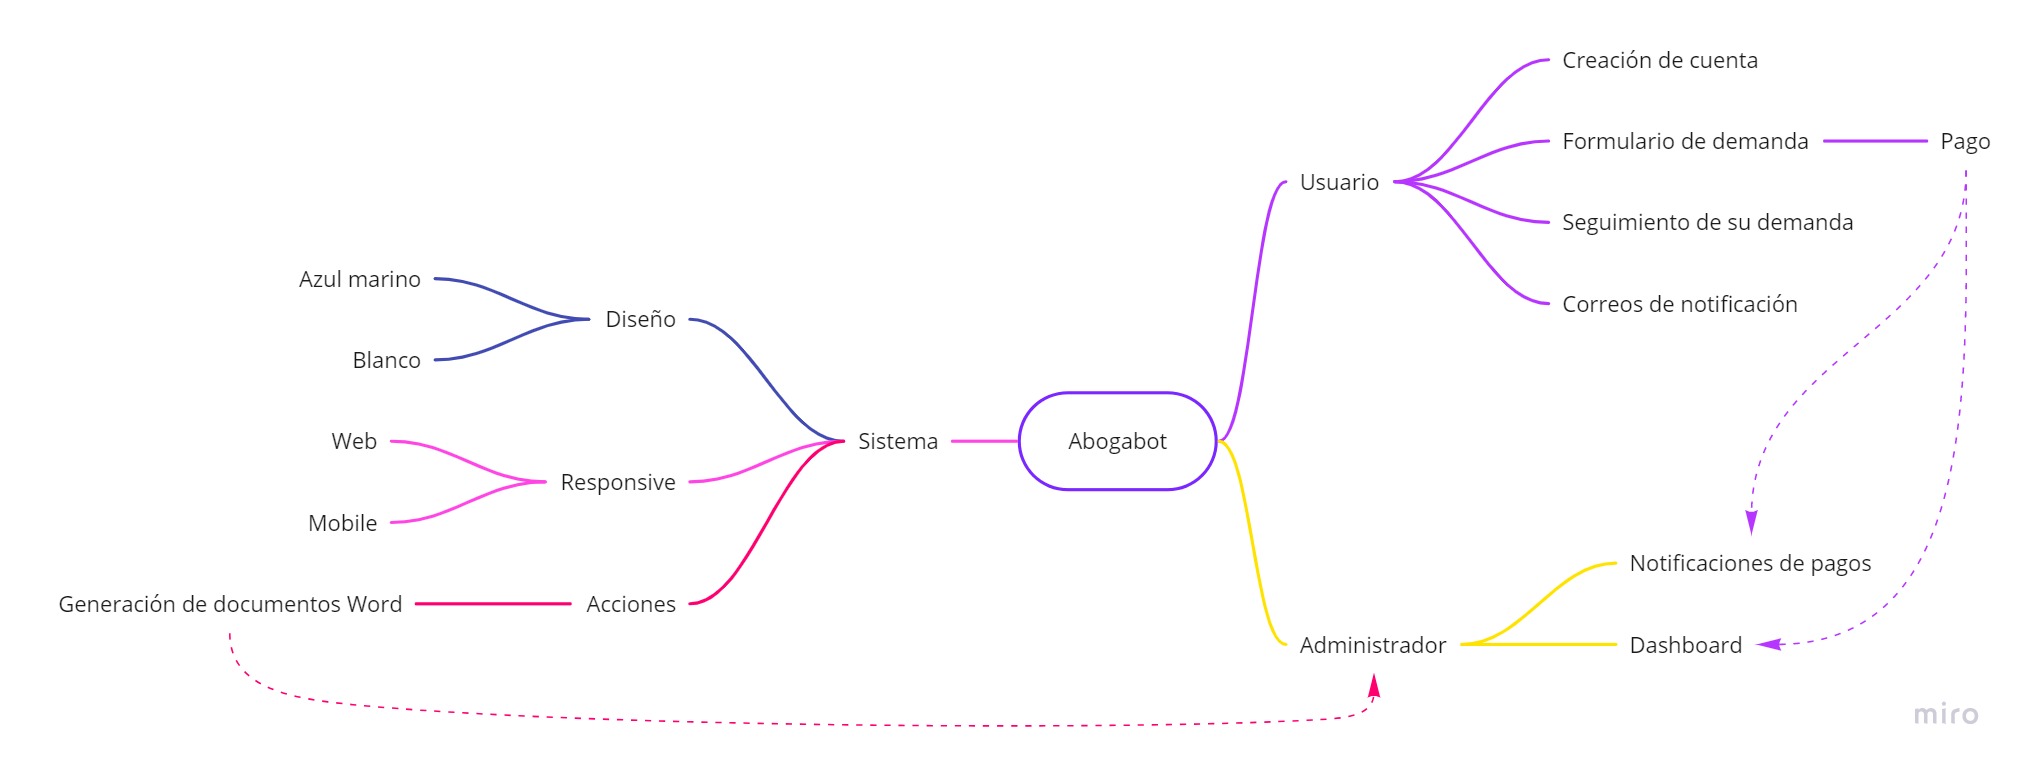 Creación de cuenta
Formulario de demanda
Pago
Usuario
Seguimiento de su demanda
Azul marino
Correos de notificación
Diseño
Blanco
Web
Sistema
Abogabot
Responsive
Mobile
Notificaciones de pagos
Generación de documentos Word
Acciones
Administrador
Dashboard
miro